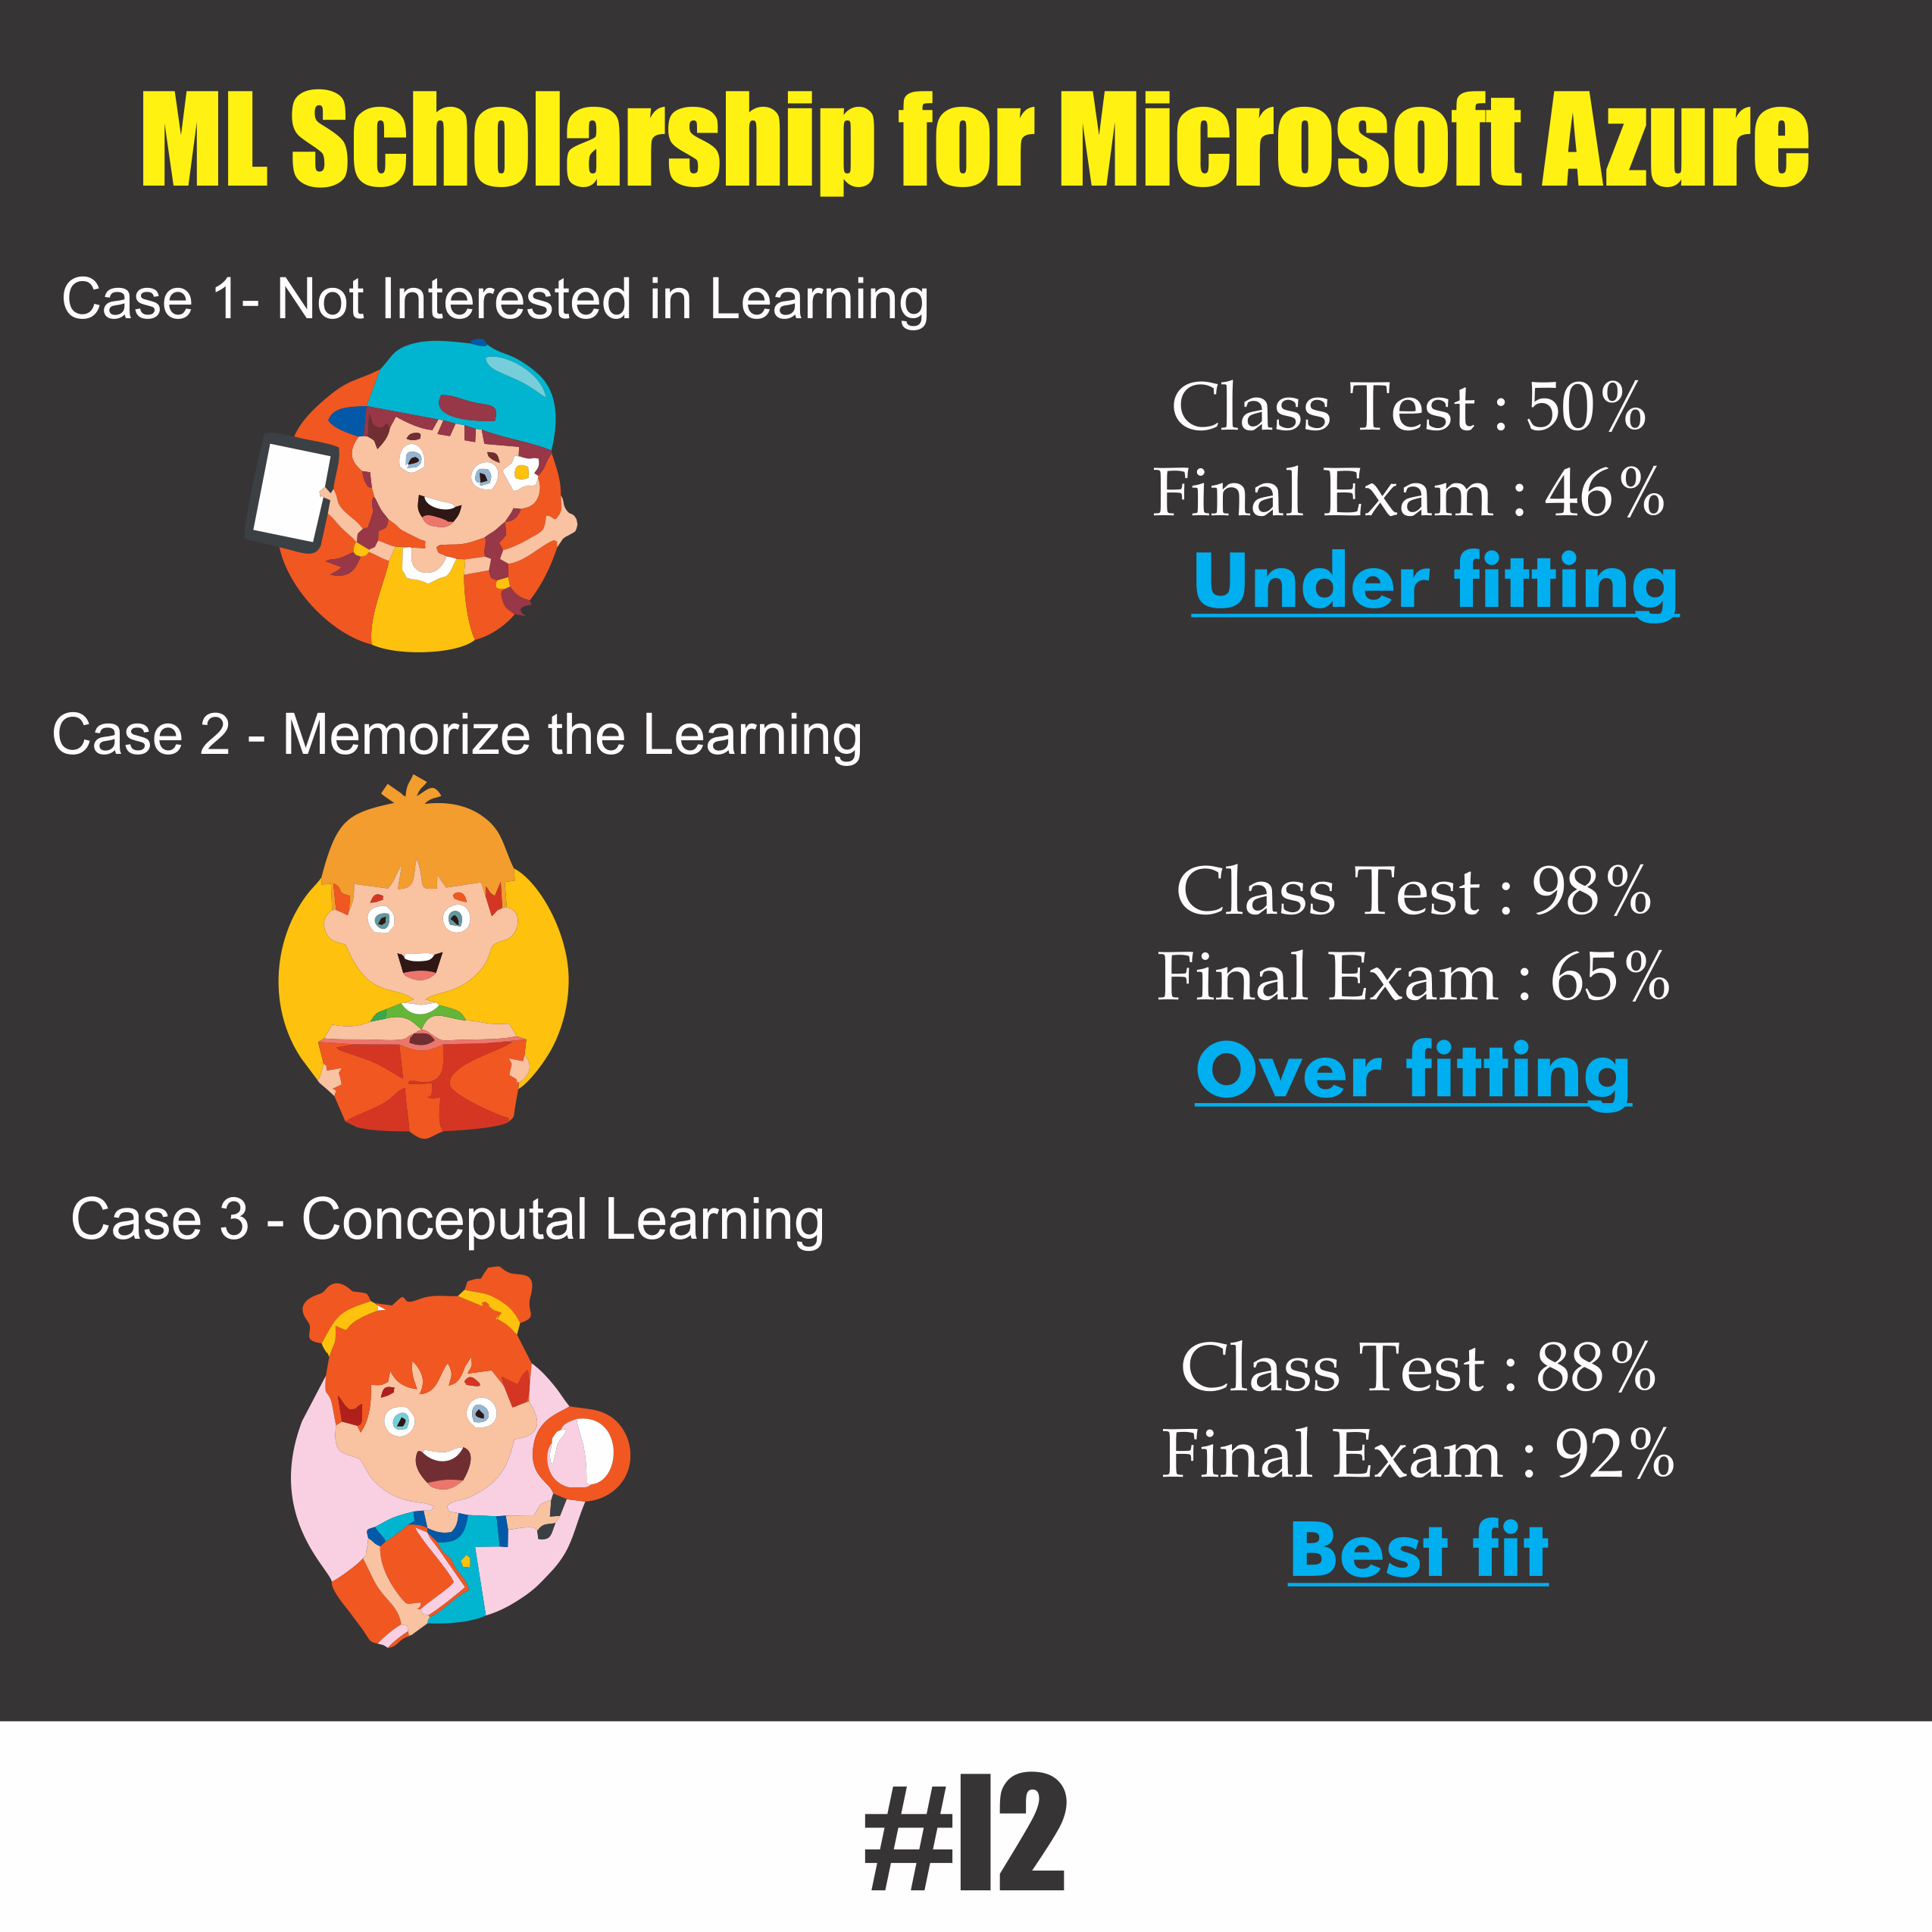 ML Scholarship for Microsoft Azure
Case 1- Not Interested in Learning
Class Test : 50%
Final Exam : 46%
Under fitting
Case 2 - Memorize the Learning
Class Test : 98%
Final Exam : 65%
Over fitting
Case 3 - Conceputal Learning
Class Test : 88%
Final Exam : 92%
Best fit
#12